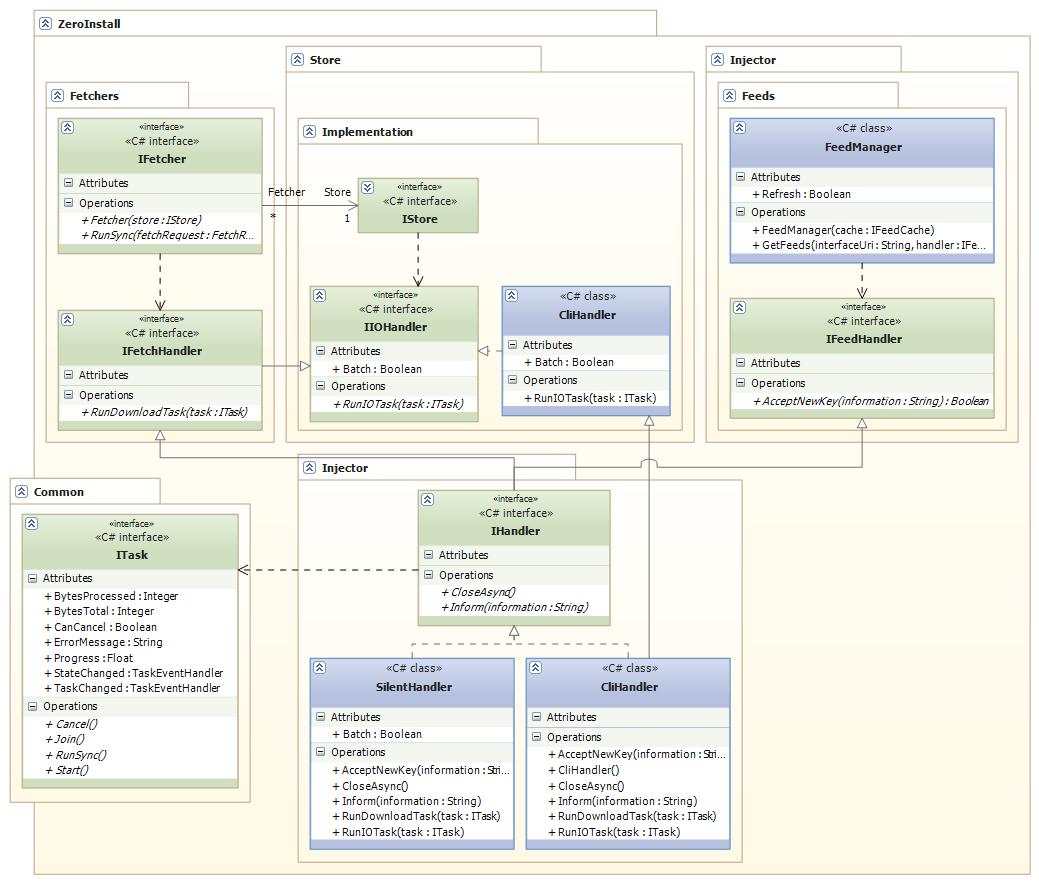 ZeroInstall
Fetchers
«interface»
«C# interface»
IFetcher
Attributes
Operations
+ Fetcher(store : IStore)
+ RunSync(fetchRequest : FetchR...
Fetcher
*
Store
1
«interface»
«C# interface»
IFetchHandler
Attributes
Operations
+ RunDownloadTask(task : ITask)
Store
Implementation
«interface»
«C# interface»
IStore
«interface»
«C# interface»
IIOHandler
Attributes
+ Batch : Boolean
Operations
+ RunIOTask(task : ITask)
«C# class»
CliHandler
Attributes
+ Batch : Boolean
Operations
+ RunIOTask(task : ITask)
Injector
Feeds
«C# class»
FeedManager
Attributes
+ Refresh : Boolean
Operations
+ FeedManager(cache : IFeedCache)
+ GetFeeds(interfaceUri : String, handler : IFe...
«interface»
«C# interface»
IFeedHandler
Attributes
Operations
+ AcceptNewKey(information : String) : Boolean
Common
«interface»
«C# interface»
ITask
Attributes
+ BytesProcessed : Integer
+ BytesTotal : Integer
+ CanCancel : Boolean
+ ErrorMessage : String
+ Progress : Float
+ StateChanged : TaskEventHandler
+ TaskChanged : TaskEventHandler
Operations
+ Cancel()
+ Join()
+ RunSync()
+ Start()
Injector
«interface»
«C# interface»
IHandler
Attributes
Operations
+ CloseAsync()
+ Inform(information : String)
«C# class»
SilentHandler
Attributes
+ Batch : Boolean
Operations
+ AcceptNewKey(information : Stri...
+ CloseAsync()
+ Inform(information : String)
+ RunDownloadTask(task : ITask)
+ RunIOTask(task : ITask)
«C# class»
CliHandler
Attributes
Operations
+ AcceptNewKey(information : Stri...
+ CliHandler()
+ CloseAsync()
+ Inform(information : String)
+ RunDownloadTask(task : ITask)
+ RunIOTask(task : ITask)